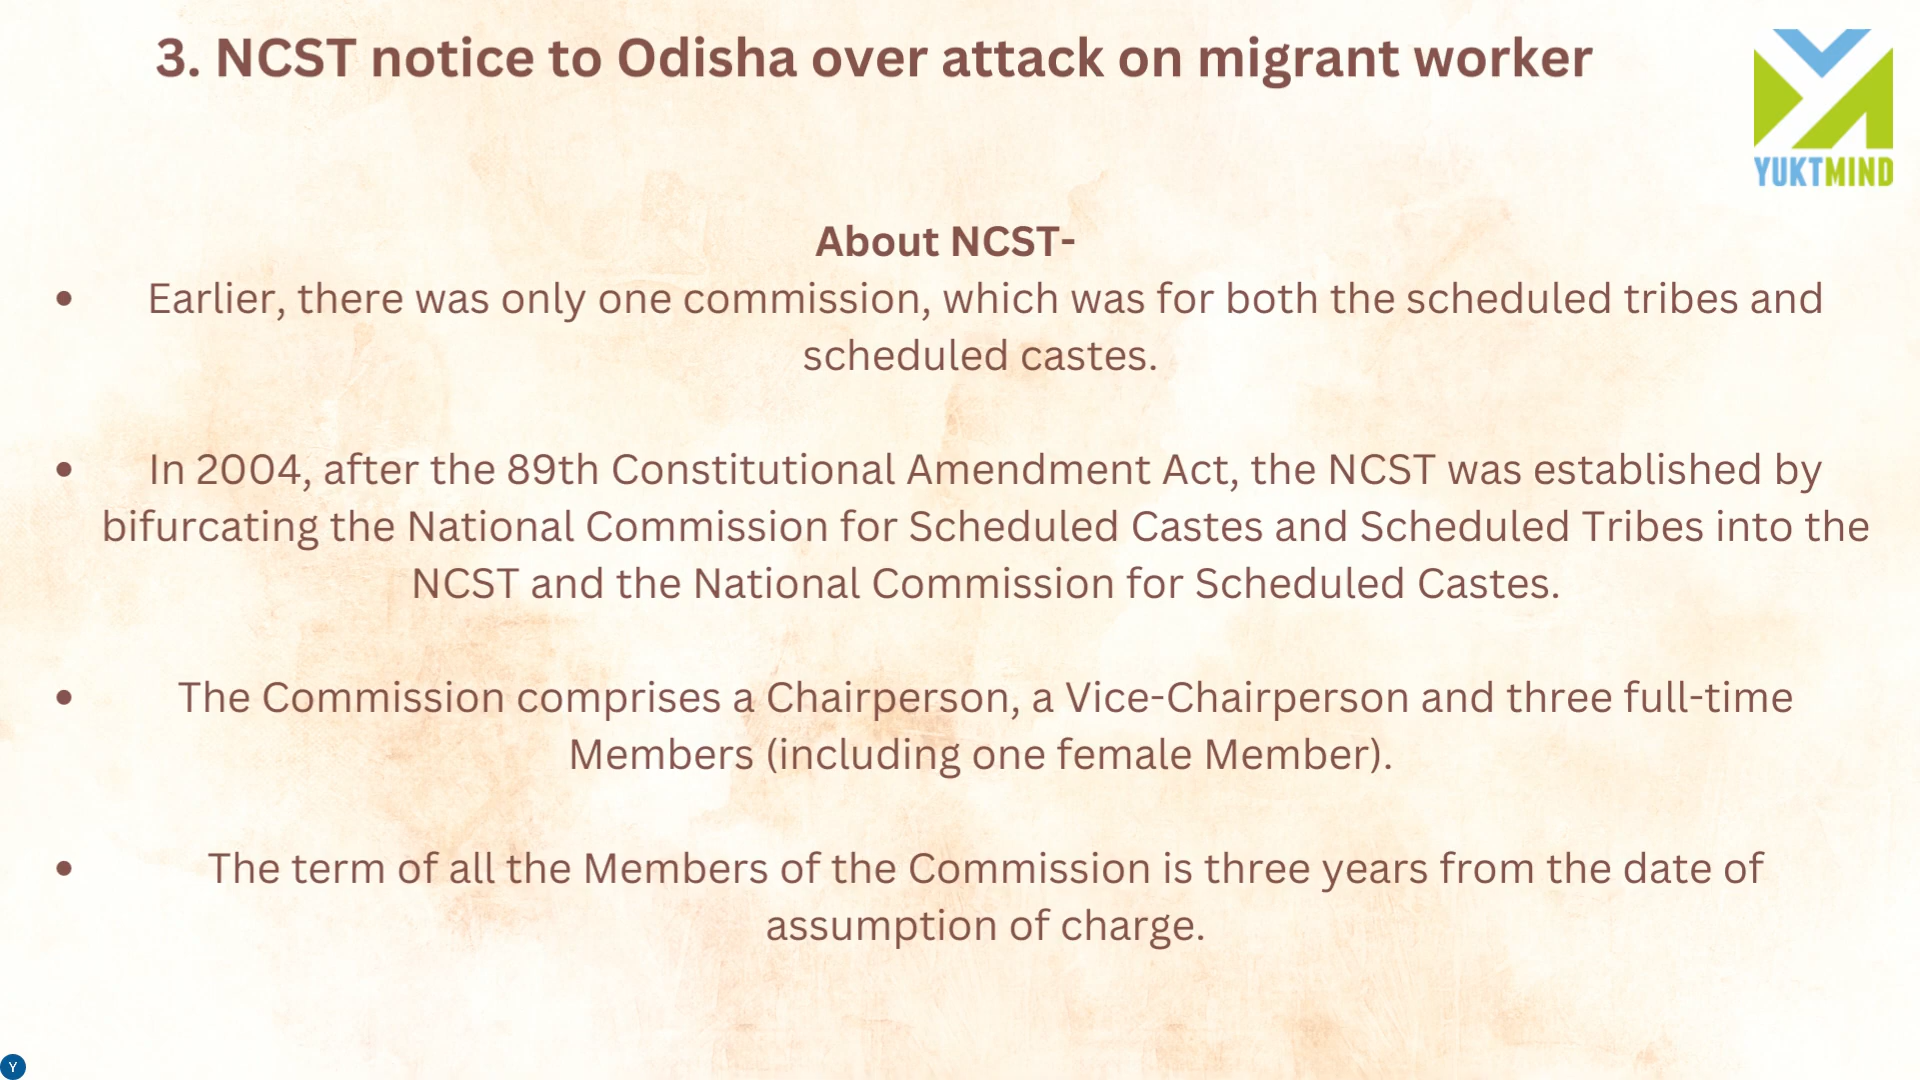 3. NCST notice to Odisha over attack on migrant worker
YUKTMIND
About NCST-
• Earlier, there was only one commission, which was for both the scheduled tribes and
scheduled castes.
• In 2004, after the 89th Constitutional Amendment Act, the NCST was established by
bifurcating the National Commission for Scheduled Castes and Scheduled Tribes into the
NCST and the National Commission for Scheduled Castes.
• The Commission comprises a Chairperson, a Vice-Chairperson and three full-time
Members (including one female Member).
• The term of all the Members of the Commission is three years from the date of
assumption of charge.
Y